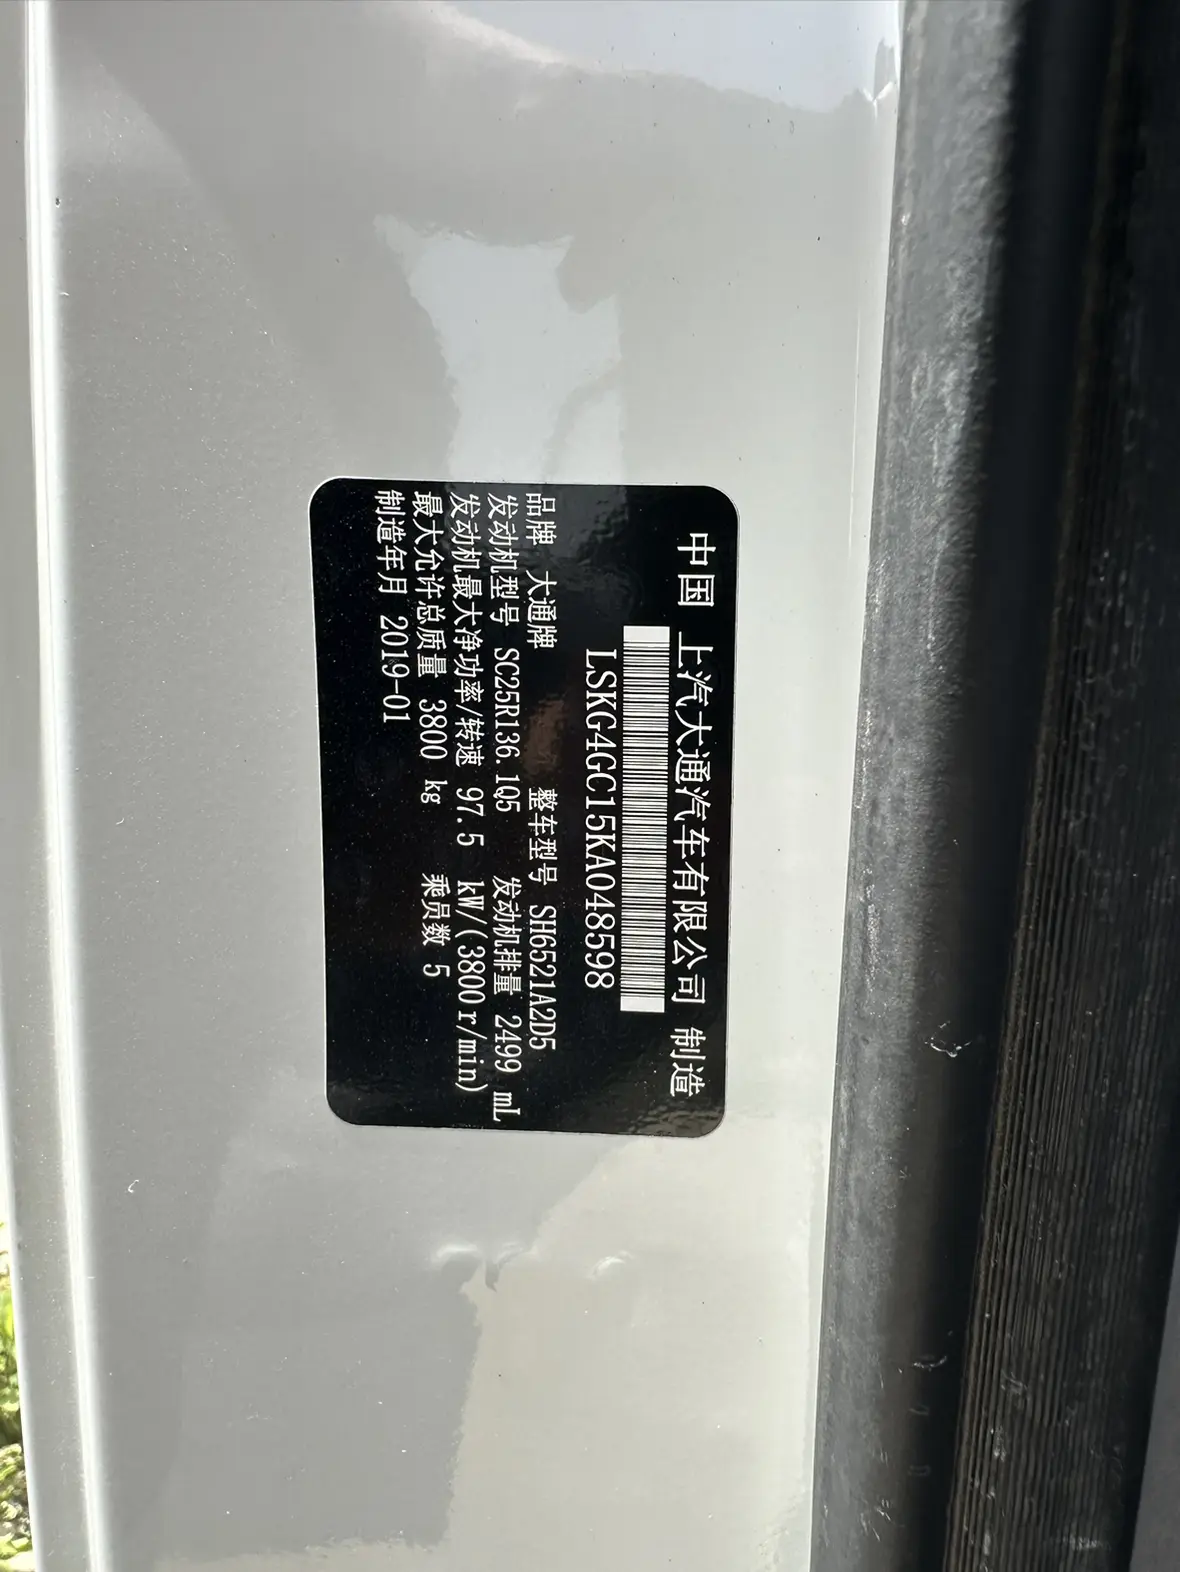 中国 上汽大通汽车有限公司 制造
LSKG4GC15KA048598
品牌 大通牌 整车型号 SH6521A2D5
发动机型号 SC25R136.1Q5 发动机排量 2499 mL
发动机最大净功率/转速 97.5 kW/(3800r/min)
最大允许总质量 3800 kg 乘员数 5
制造年月 2019-01